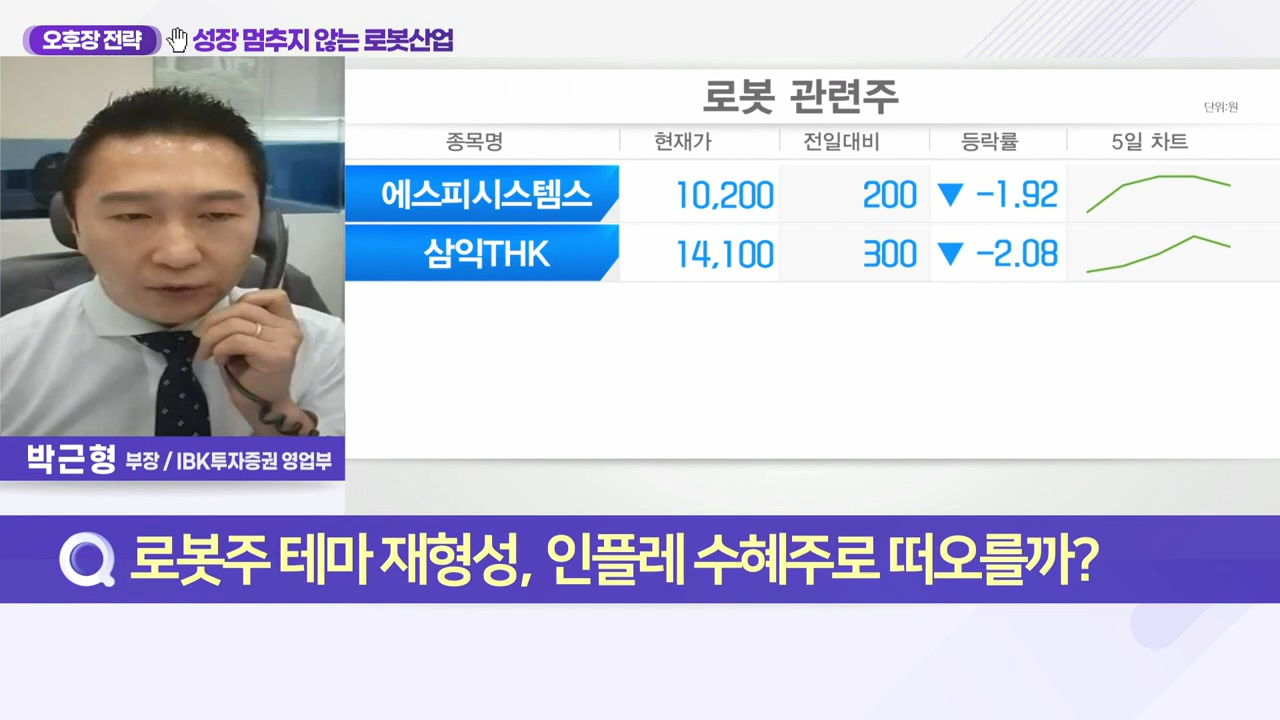 오후장 전략 성장 멈추지 않는 로봇산업
로봇 관련주
단위:원
종목명 현재가 전일대비 등락률 5일 차트
에스피시스템스 10,200 200 ▼ -1.92
삼익THK 14,100 300 ▼ -2.08
박근형 부장 / IBK투자증권 영업부
Q 로봇주 테마 재형성, 인플레 수혜주로 떠오를까?